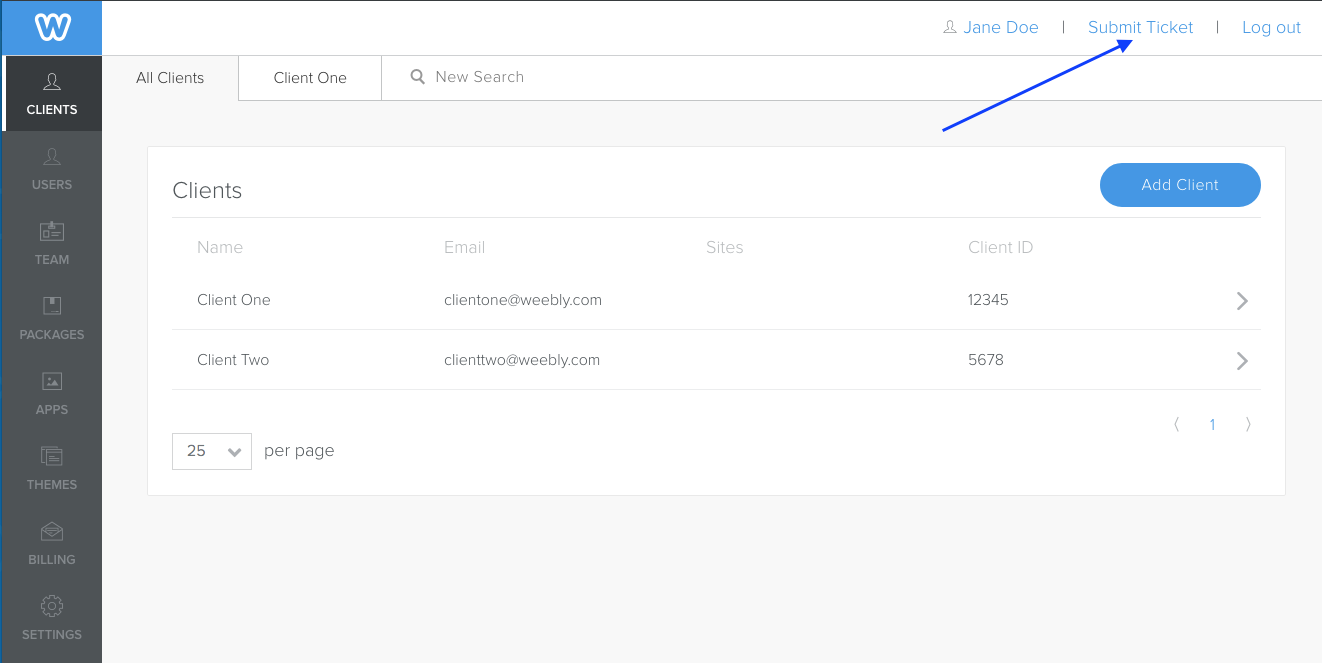 Jane Doe | Submit Ticket | Log out
All Clients Client One New Search
CLIENTS
USERS
TEAM
PACKAGES
APPS
THEMES
BILLING
SETTINGS
Clients Add Client
Name Email Sites Client ID
Client One clientone@weebly.com 12345
Client Two clienttwo@weebly.com 5678
1
25 per page